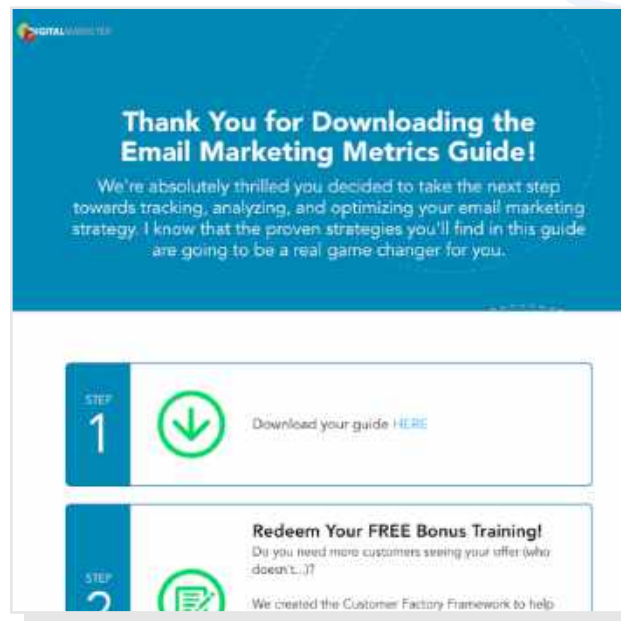 DIGITALMARKETER
Thank You for Downloading the
Email Marketing Metrics Guide!
We're absolutely thrilled you decided to take the next step
towards tracking, analyzing, and optimizing your email marketing
strategy. I know that the proven strategies you'll find in this guide
are going to be a real game changer for you.
STEP
1
Download your guide HERE
Redeem Your FREE Bonus Training!
Do you need more customers seeing your offer (who
doesn't...)?
STEP
2
We created the Customer Factory Framework to help